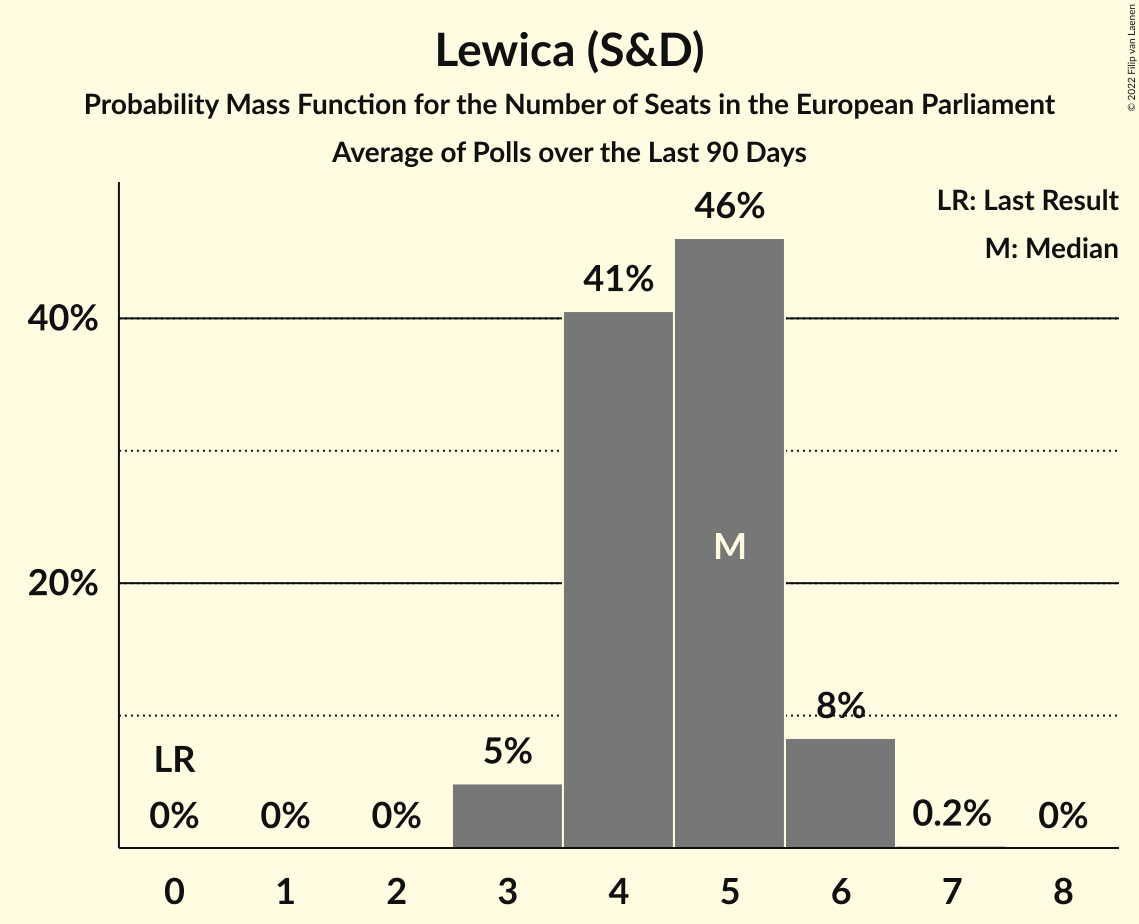 Lewica (S&D)
Probability Mass Function for the Number of Seats in the European Parliament
Average of Polls over the Last 90 Days
© 2022 Filip van Laenen
LR: Last Result
M: Median
46%
41%
40%
M
20%
8%
5%
LR
0%
0%
0%
0.2%
0%
0 1 2 3 4 5 6 7 8